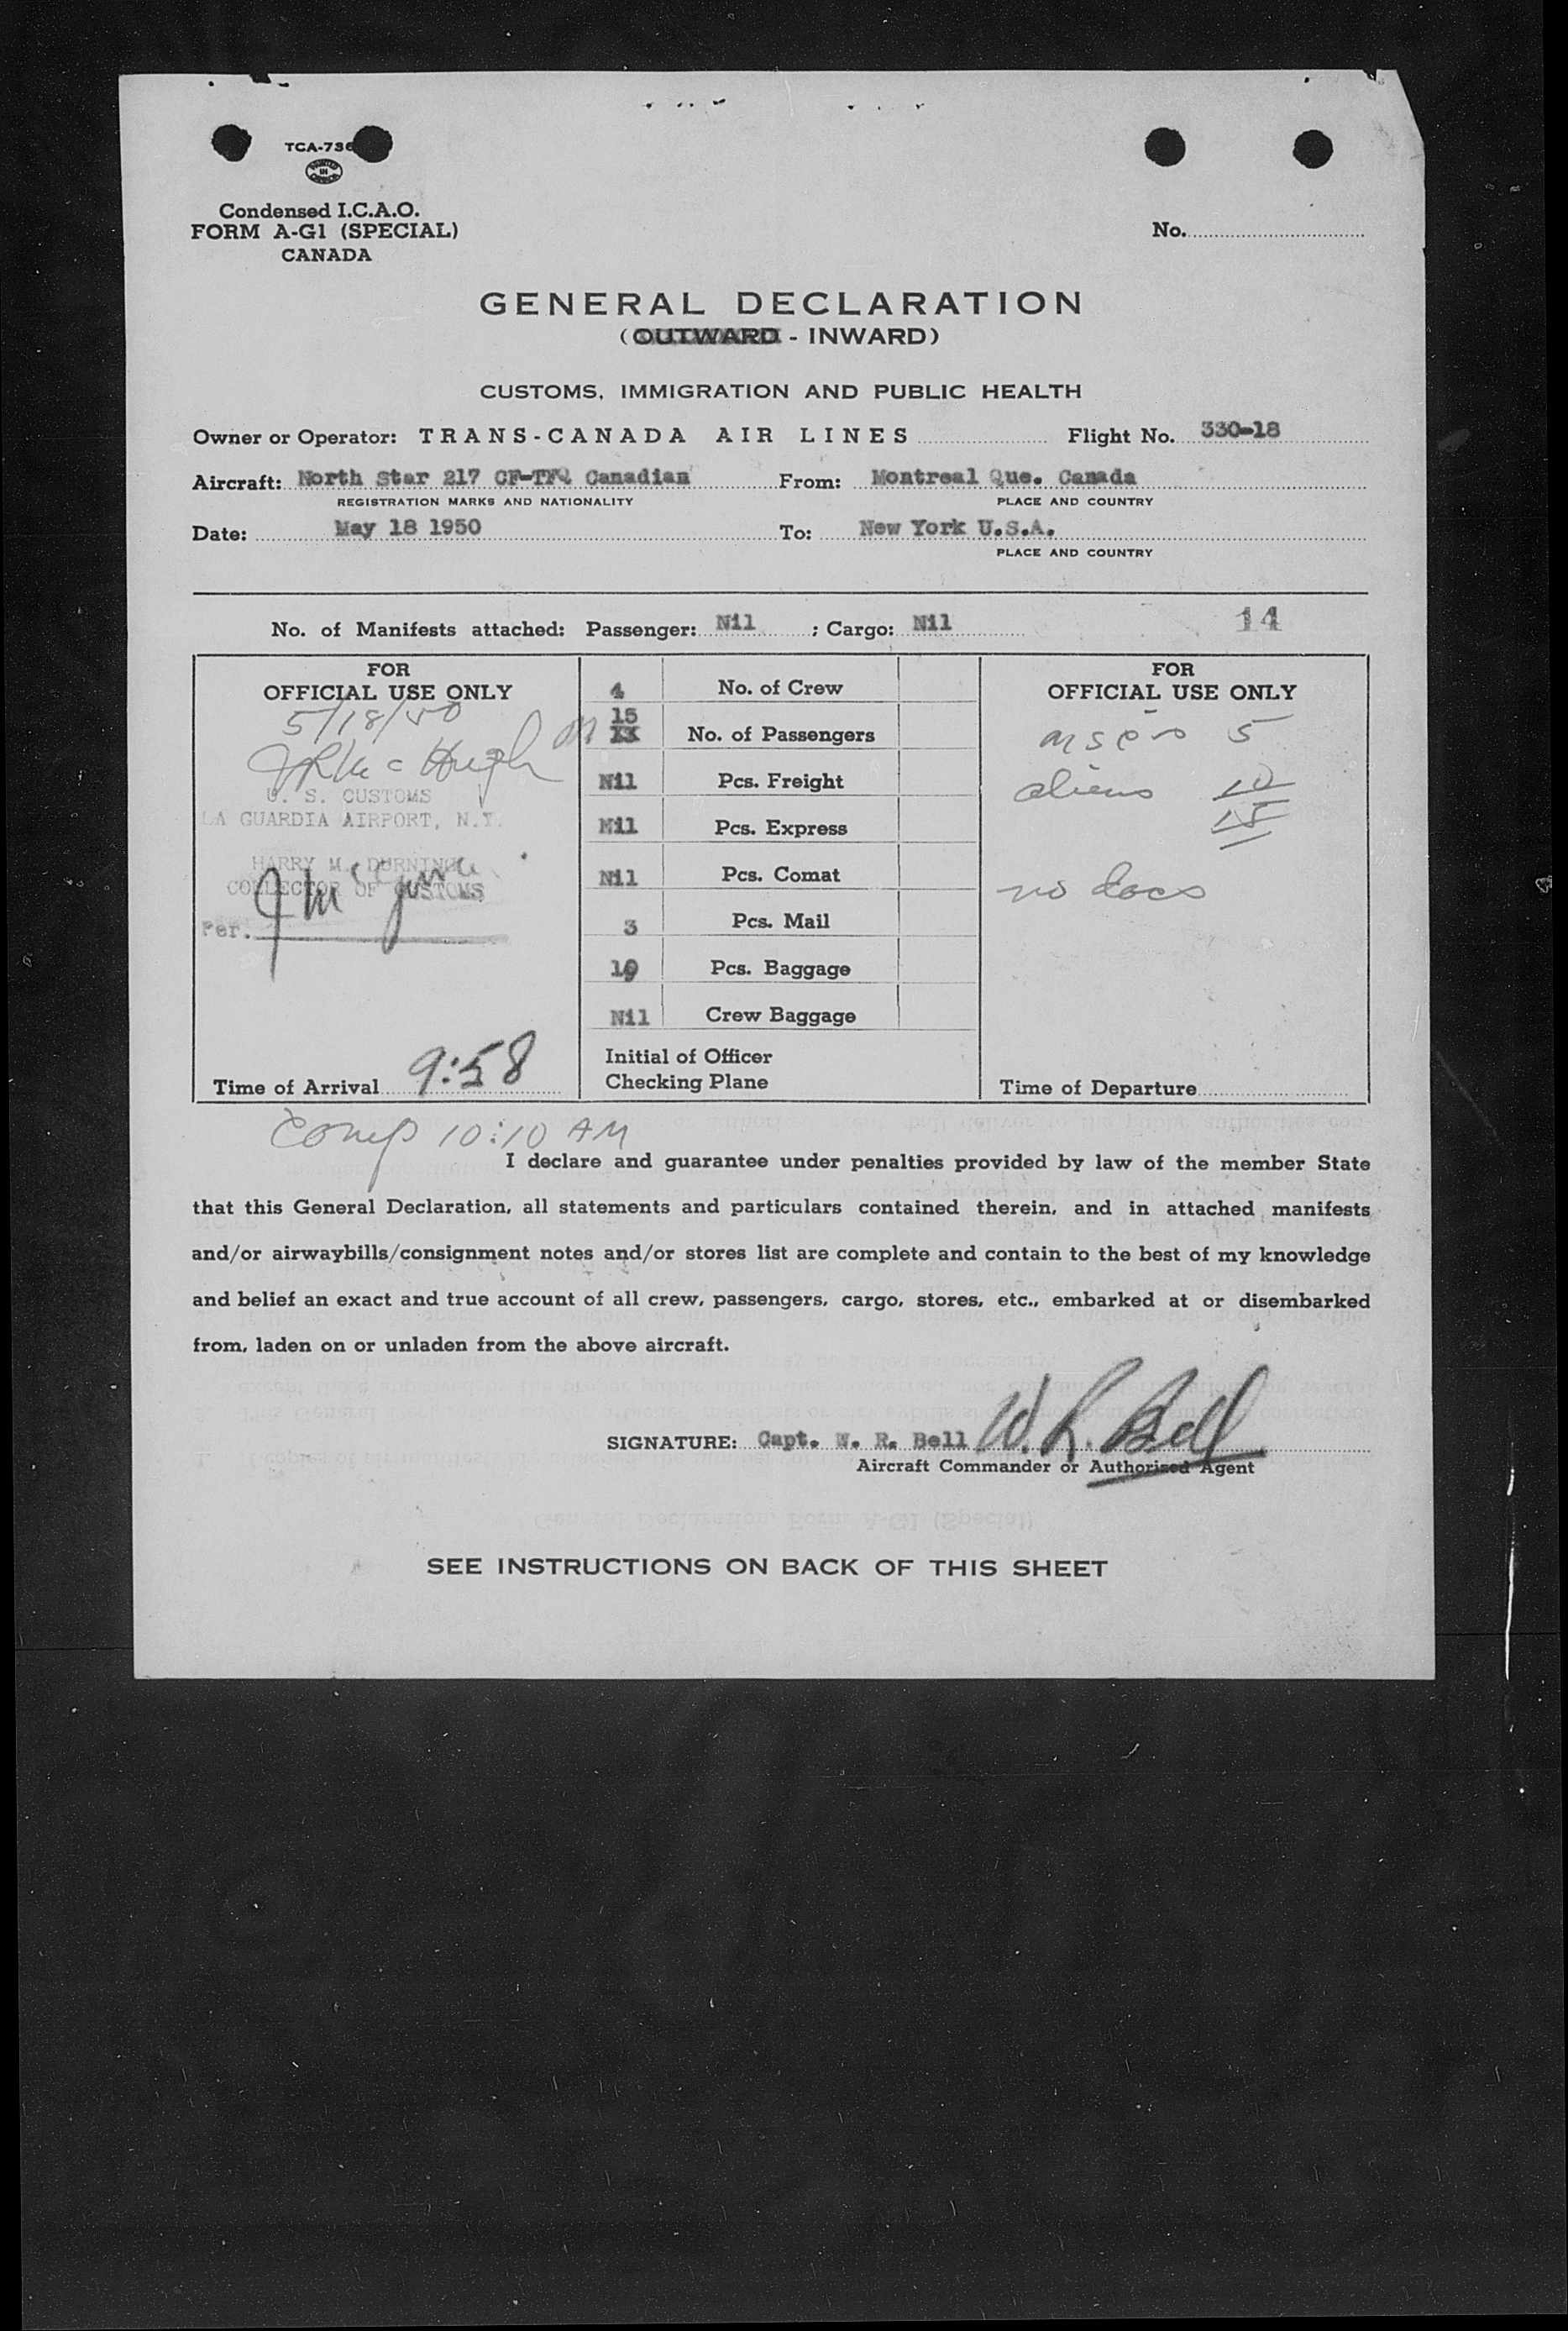 TCA-736
PRINTED IN CANADA
Condensed I.C.A.O.
FORM A-G1 (SPECIAL)
CANADA
No.
GENERAL DECLARATION
(OUTWARD - INWARD)
CUSTOMS, IMMIGRATION AND PUBLIC HEALTH
Owner or Operator: TRANS-CANADA AIR LINES Flight No. 330-18
Aircraft: North Star 217 CF-TFQ Canadian From: Montreal Que. Canada
REGISTRATION MARKS AND NATIONALITY PLACE AND COUNTRY
Date: May 18 1950 To: New York U.S.A.
PLACE AND COUNTRY
No. of Manifests attached: Passenger: Nil ; Cargo: Nil 14
FOR
OFFICIAL USE ONLY
5/18/50
U. S. CUSTOMS
LA GUARDIA AIRPORT, N.Y.
HARRY M. DURNING
COLLECTOR OF CUSTOMS
Per.
Time of Arrival 9:58
4 No. of Crew
15
13 No. of Passengers
Nil Pcs. Freight
Nil Pcs. Express
Nil Pcs. Comat
3 Pcs. Mail
19 Pcs. Baggage
Nil Crew Baggage
Initial of Officer
Checking Plane
FOR
OFFICIAL USE ONLY
5
aliens 10
15
no docs
Time of Departure
Comp 10:10 AM
I declare and guarantee under penalties provided by law of the member State
that this General Declaration, all statements and particulars contained therein, and in attached manifests
and/or airwaybills/consignment notes and/or stores list are complete and contain to the best of my knowledge
and belief an exact and true account of all crew, passengers, cargo, stores, etc., embarked at or disembarked
from, laden on or unladen from the above aircraft.
SIGNATURE: Capt. W. R. Bell W. R. Bell
Aircraft Commander or Authorized Agent
SEE INSTRUCTIONS ON BACK OF THIS SHEET